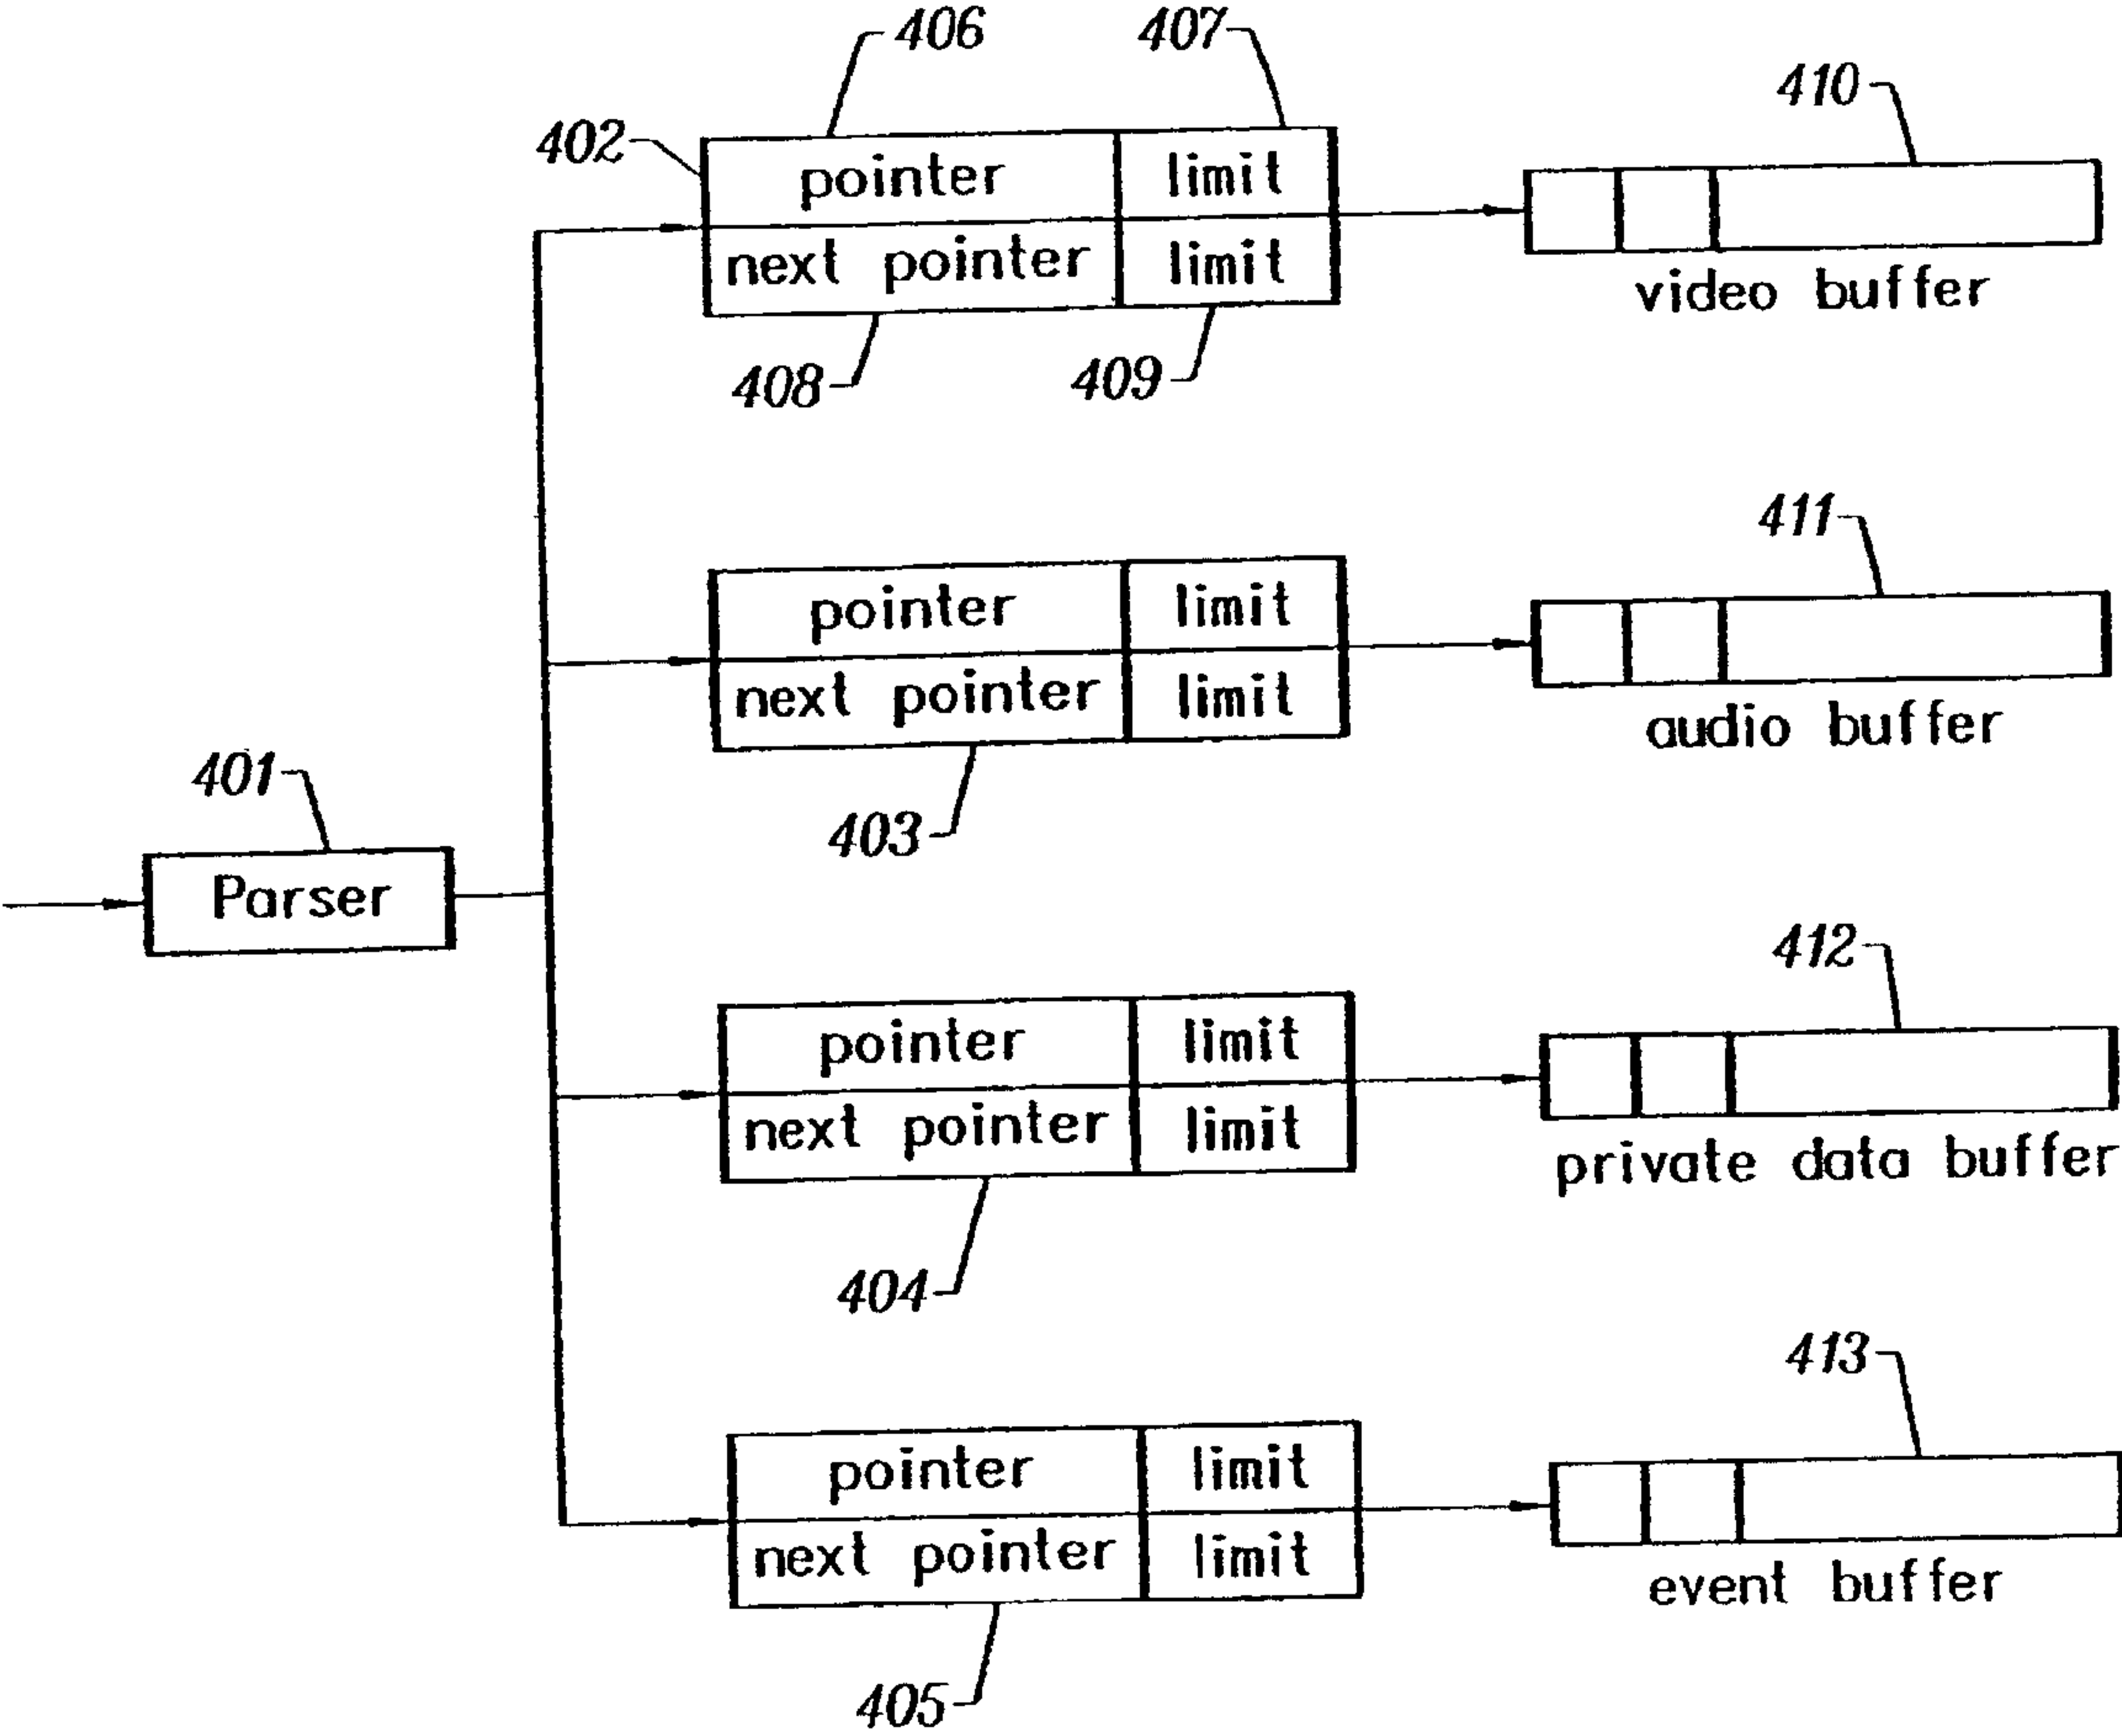 406
407
410
402
pointer limit
next pointer limit
video buffer
408
409
411
pointer limit
next pointer limit
audio buffer
401
403
Parser
412
pointer limit
next pointer limit
private data buffer
404
413
pointer limit
next pointer limit
event buffer
405